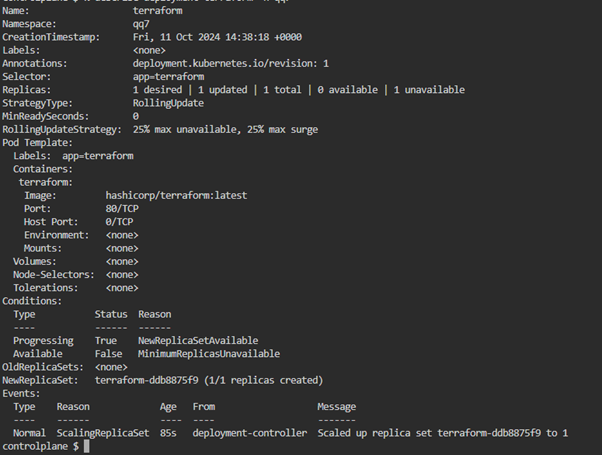 Name:                   terraform
Namespace:              qq7
CreationTimestamp:      Fri, 11 Oct 2024 14:38:18 +0000
Labels:                 <none>
Annotations:            deployment.kubernetes.io/revision: 1
Selector:               app=terraform
Replicas:               1 desired | 1 updated | 1 total | 0 available | 1 unavailable
StrategyType:           RollingUpdate
MinReadySeconds:        0
RollingUpdateStrategy:  25% max unavailable, 25% max surge
Pod Template:
  Labels:  app=terraform
  Containers:
   terraform:
    Image:         hashicorp/terraform:latest
    Port:          80/TCP
    Host Port:     0/TCP
    Environment:   <none>
    Mounts:        <none>
  Volumes:         <none>
  Node-Selectors:  <none>
  Tolerations:     <none>
Conditions:
  Type           Status  Reason
  ----           ------  ------
  Progressing    True    NewReplicaSetAvailable
  Available      False   MinimumReplicasUnavailable
OldReplicaSets:  <none>
NewReplicaSet:   terraform-ddb8875f9 (1/1 replicas created)
Events:
  Type    Reason             Age   From                   Message
  ----    ------             ----  ----                   -------
  Normal  ScalingReplicaSet  85s   deployment-controller  Scaled up replica set terraform-ddb8875f9 to 1
controlplane $